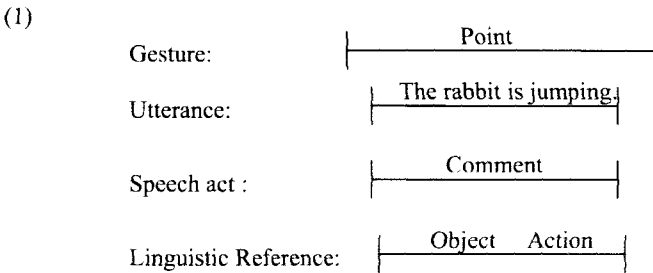 (1)
Gesture: Point
Utterance: The rabbit is jumping.
Speech act : Comment
Linguistic Reference: Object Action